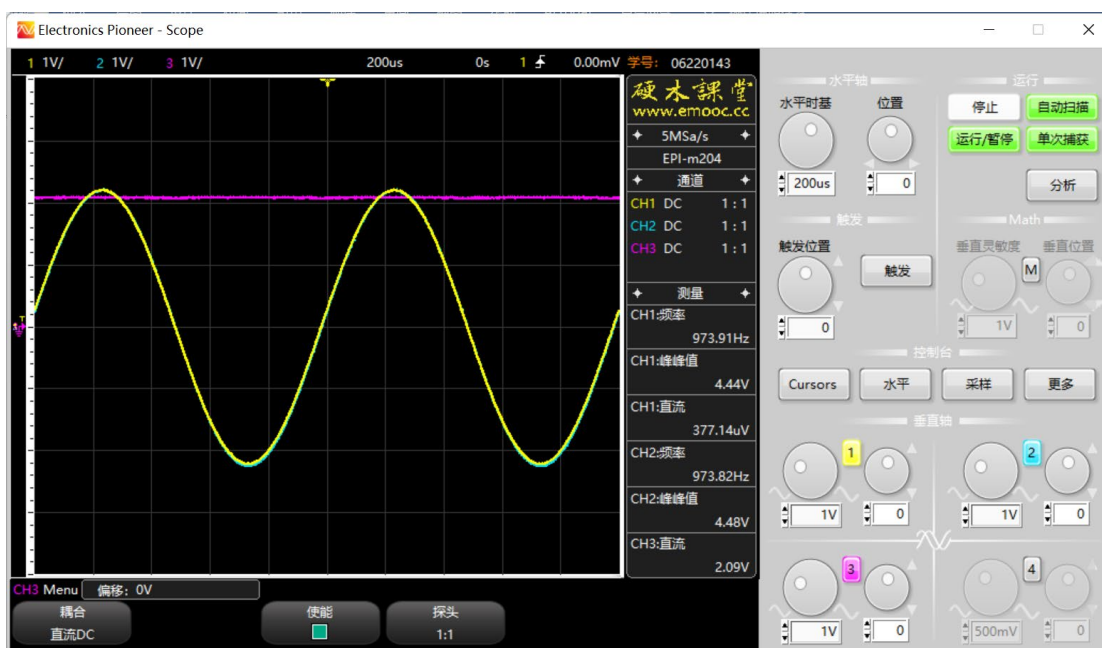 Electronics Pioneer - Scope
1 1V/ 2 1V/ 3 1V/ 200us 0s 1 0.00mV 学号: 06220143
硬木課堂
www.emooc.cc
5MSa/s
EPI-m204
通道
CH1 DC 1:1
CH2 DC 1:1
CH3 DC 1:1
测量
CH1:频率
973.91Hz
CH1:峰峰值
4.44V
CH1:直流
377.14uV
CH2:频率
973.82Hz
CH2:峰峰值
4.48V
CH3:直流
2.09V
T
CH3 Menu 偏移: 0V
耦合
直流DC
使能
探头
1:1
水平轴
水平时基 位置
200us 0
运行
停止 自动扫描
运行/暂停 单次捕获
分析
触发
触发位置
触发
0
Math
垂直灵敏度 垂直位置
M
1V 0
控制台
Cursors 水平 采样 更多
垂直轴
1 2
1V 0 1V 0
3 4
1V 0 500mV 0